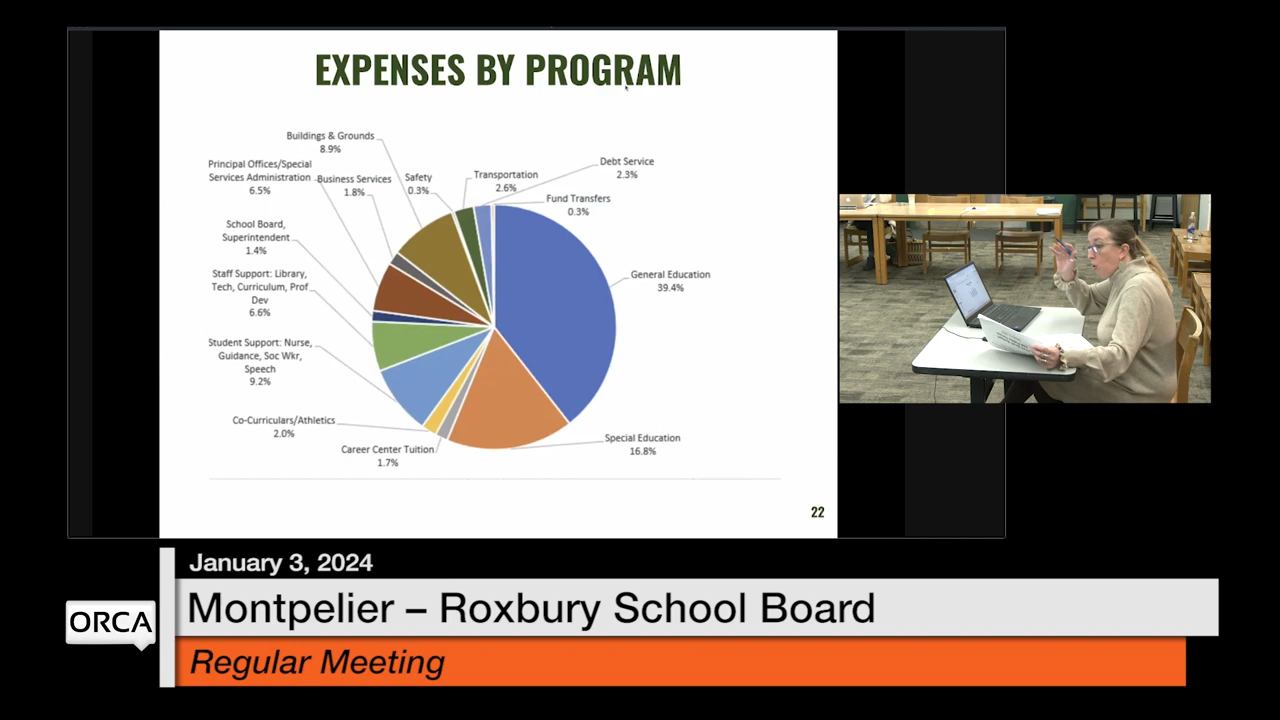 EXPENSES BY PROGRAM
Buildings & Grounds
8.9%
Principal Offices/Special
Services Administration
6.5%
Business Services
1.8%
Safety
0.3%
Transportation
2.6%
Debt Service
2.3%
Fund Transfers
0.3%
School Board,
Superintendent
1.4%
General Education
39.4%
Staff Support: Library,
Tech, Curriculum, Prof
Dev
6.6%
Student Support: Nurse,
Guidance, Soc Wkr,
Speech
9.2%
Co-Curriculars/Athletics
2.0%
Career Center Tuition
1.7%
Special Education
16.8%
22
January 3, 2024
ORCA
Montpelier – Roxbury School Board
Regular Meeting